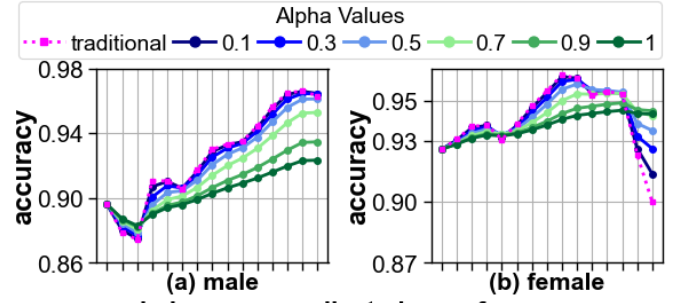 Alpha Values
traditional 0.1 0.3 0.5 0.7 0.9 1
accuracy
0.98
0.94
0.90
0.86
(a) male
accuracy
0.95
0.93
0.90
0.87
(b) female